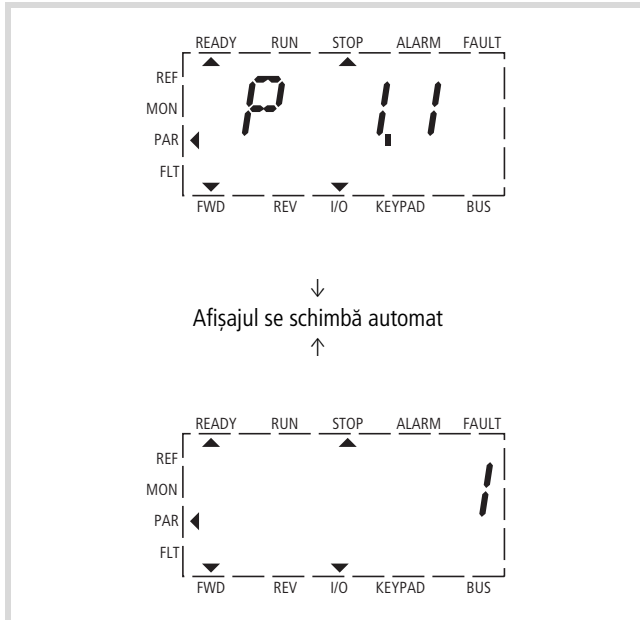 READY RUN STOP ALARM FAULT
REF
P 1.1
MON
PAR
FLT
FWD REV I/O KEYPAD BUS
↓
Afișajul se schimbă automat
↑
READY RUN STOP ALARM FAULT
REF
1
MON
PAR
FLT
FWD REV I/O KEYPAD BUS